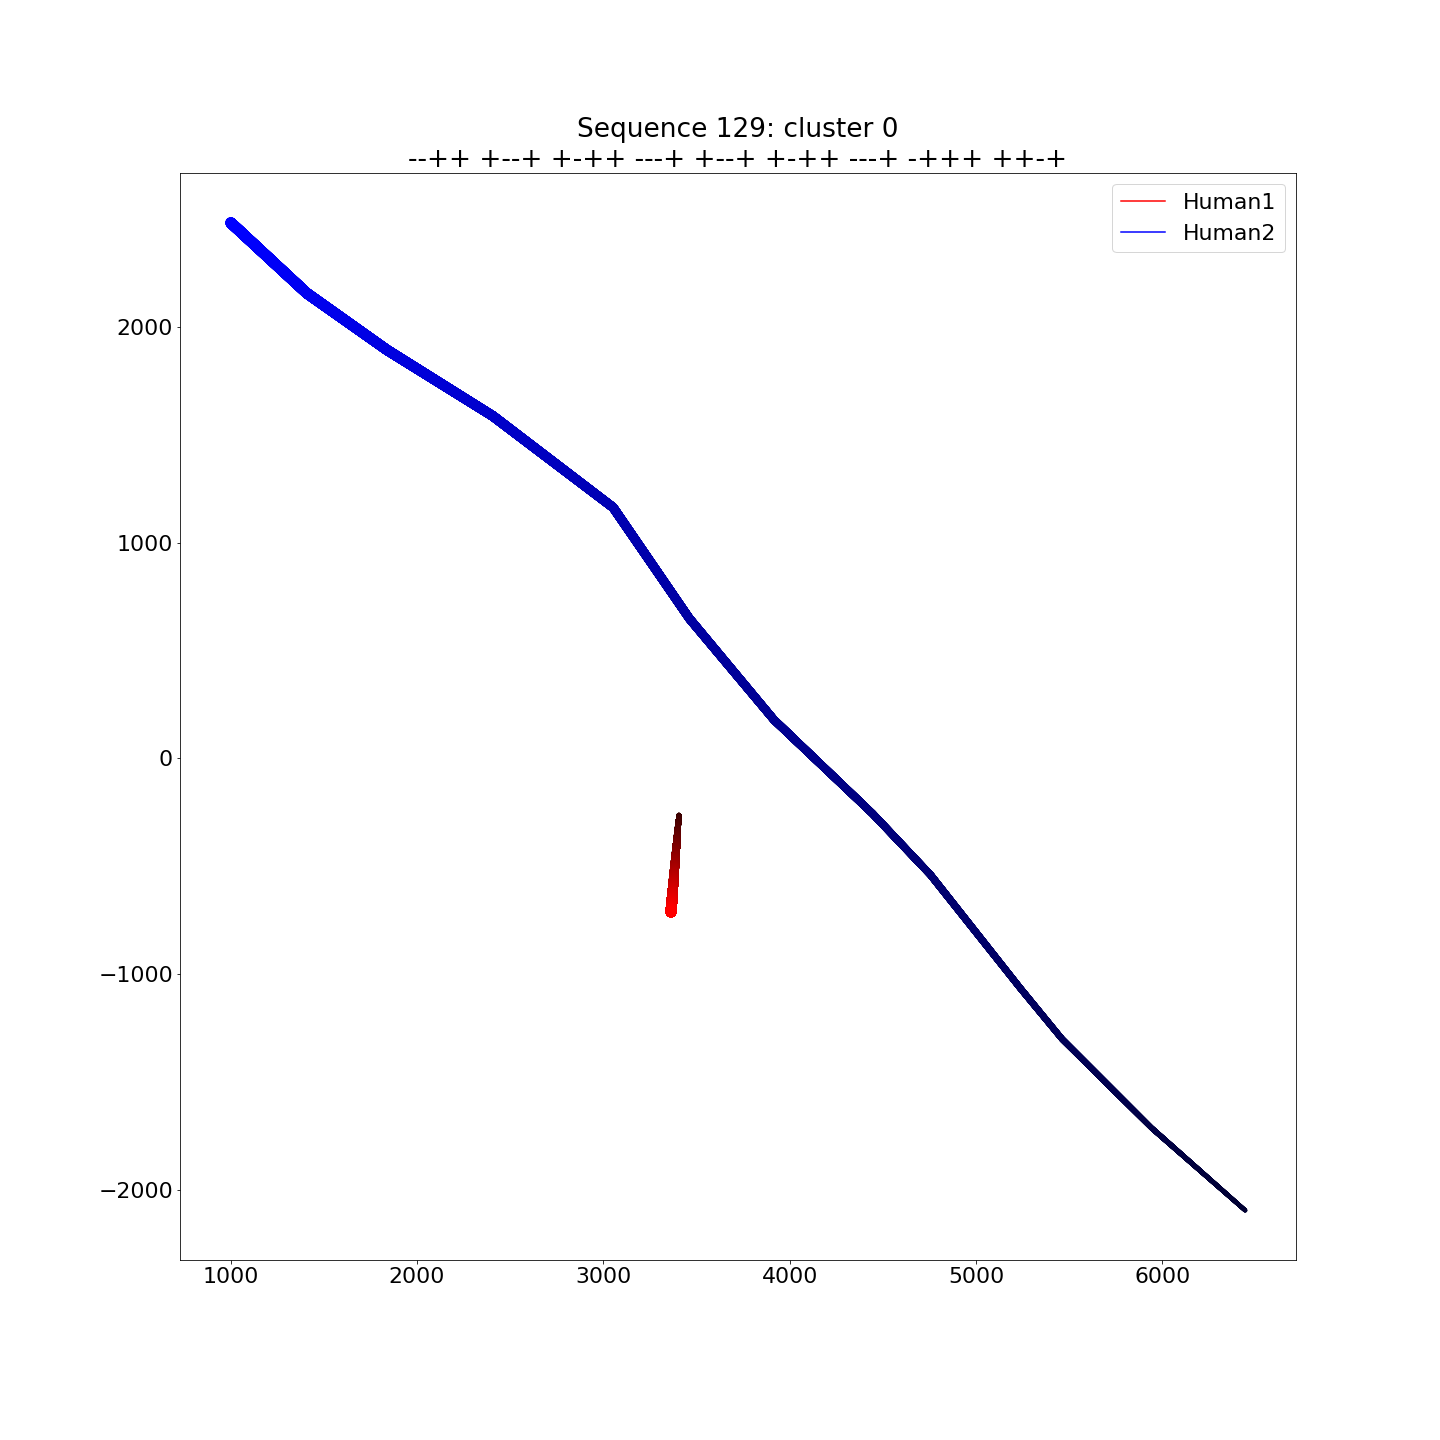 Sequence 129: cluster 0
--++ +--+ +-++ ---+ +--+ +-++ ---+ -+++ ++-+
Human1
Human2
2000
1000
0
−1000
−2000
1000 2000 3000 4000 5000 6000